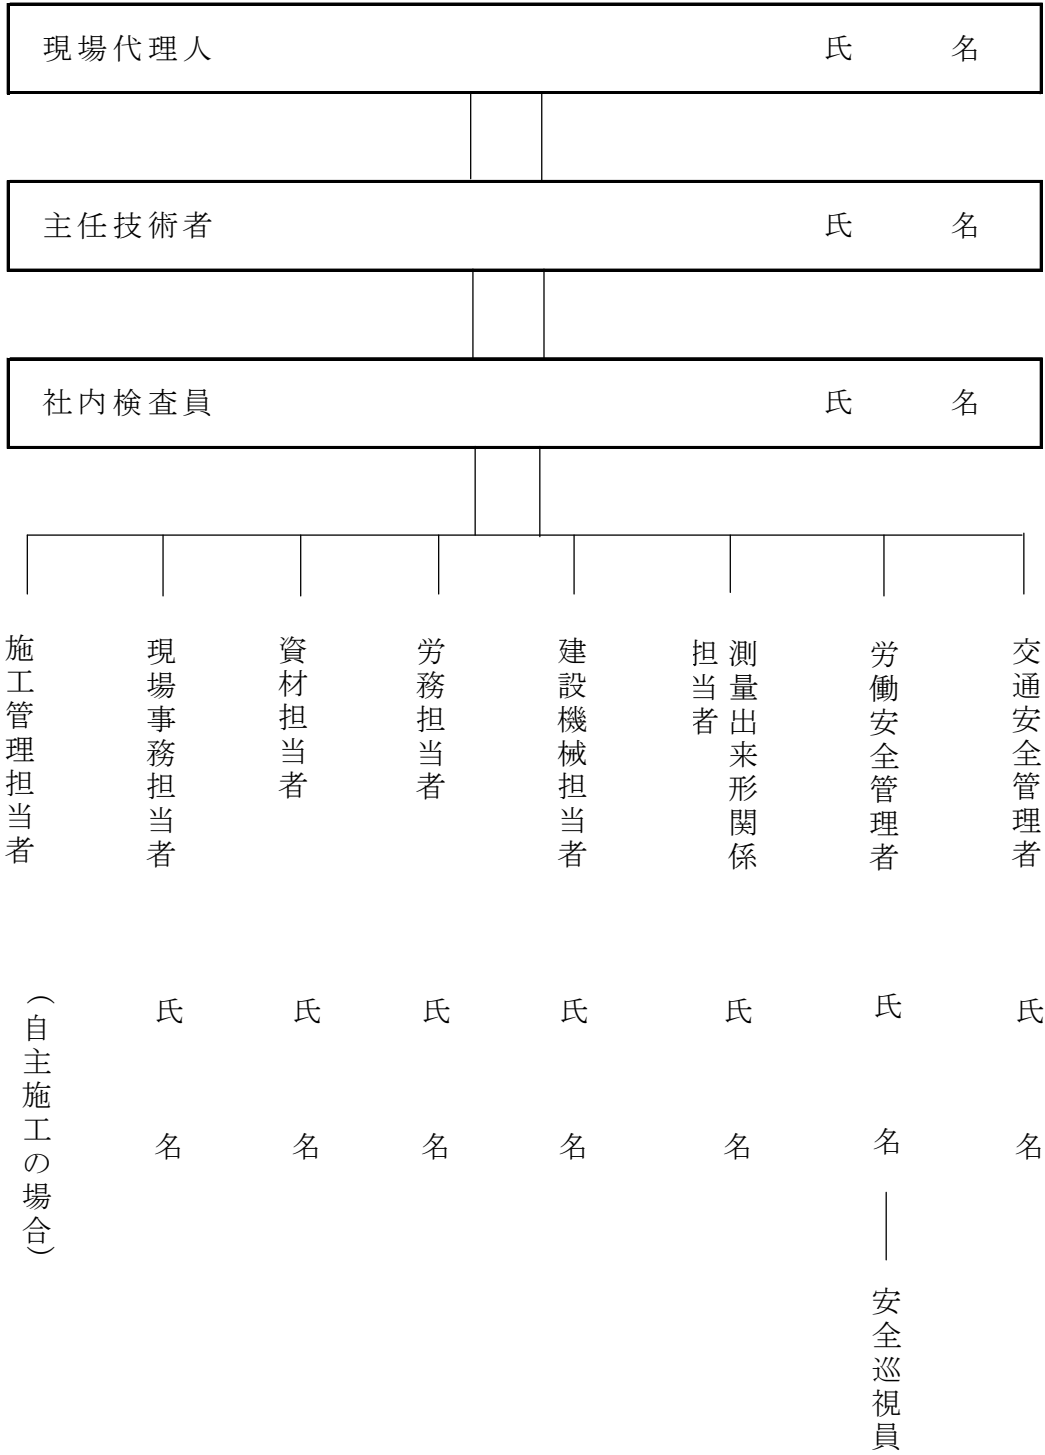 現場代理人 氏 名
主任技術者 氏 名
社内検査員 氏 名
施工管理担当者
(自主施工の場合)
現場事務担当者
氏 名
資材担当者
氏 名
労務担当者
氏 名
建設機械担当者
氏 名
測量出来形関係
担当者
氏 名
労働安全管理者
氏 名
安全巡視員
交通安全管理者
氏 名